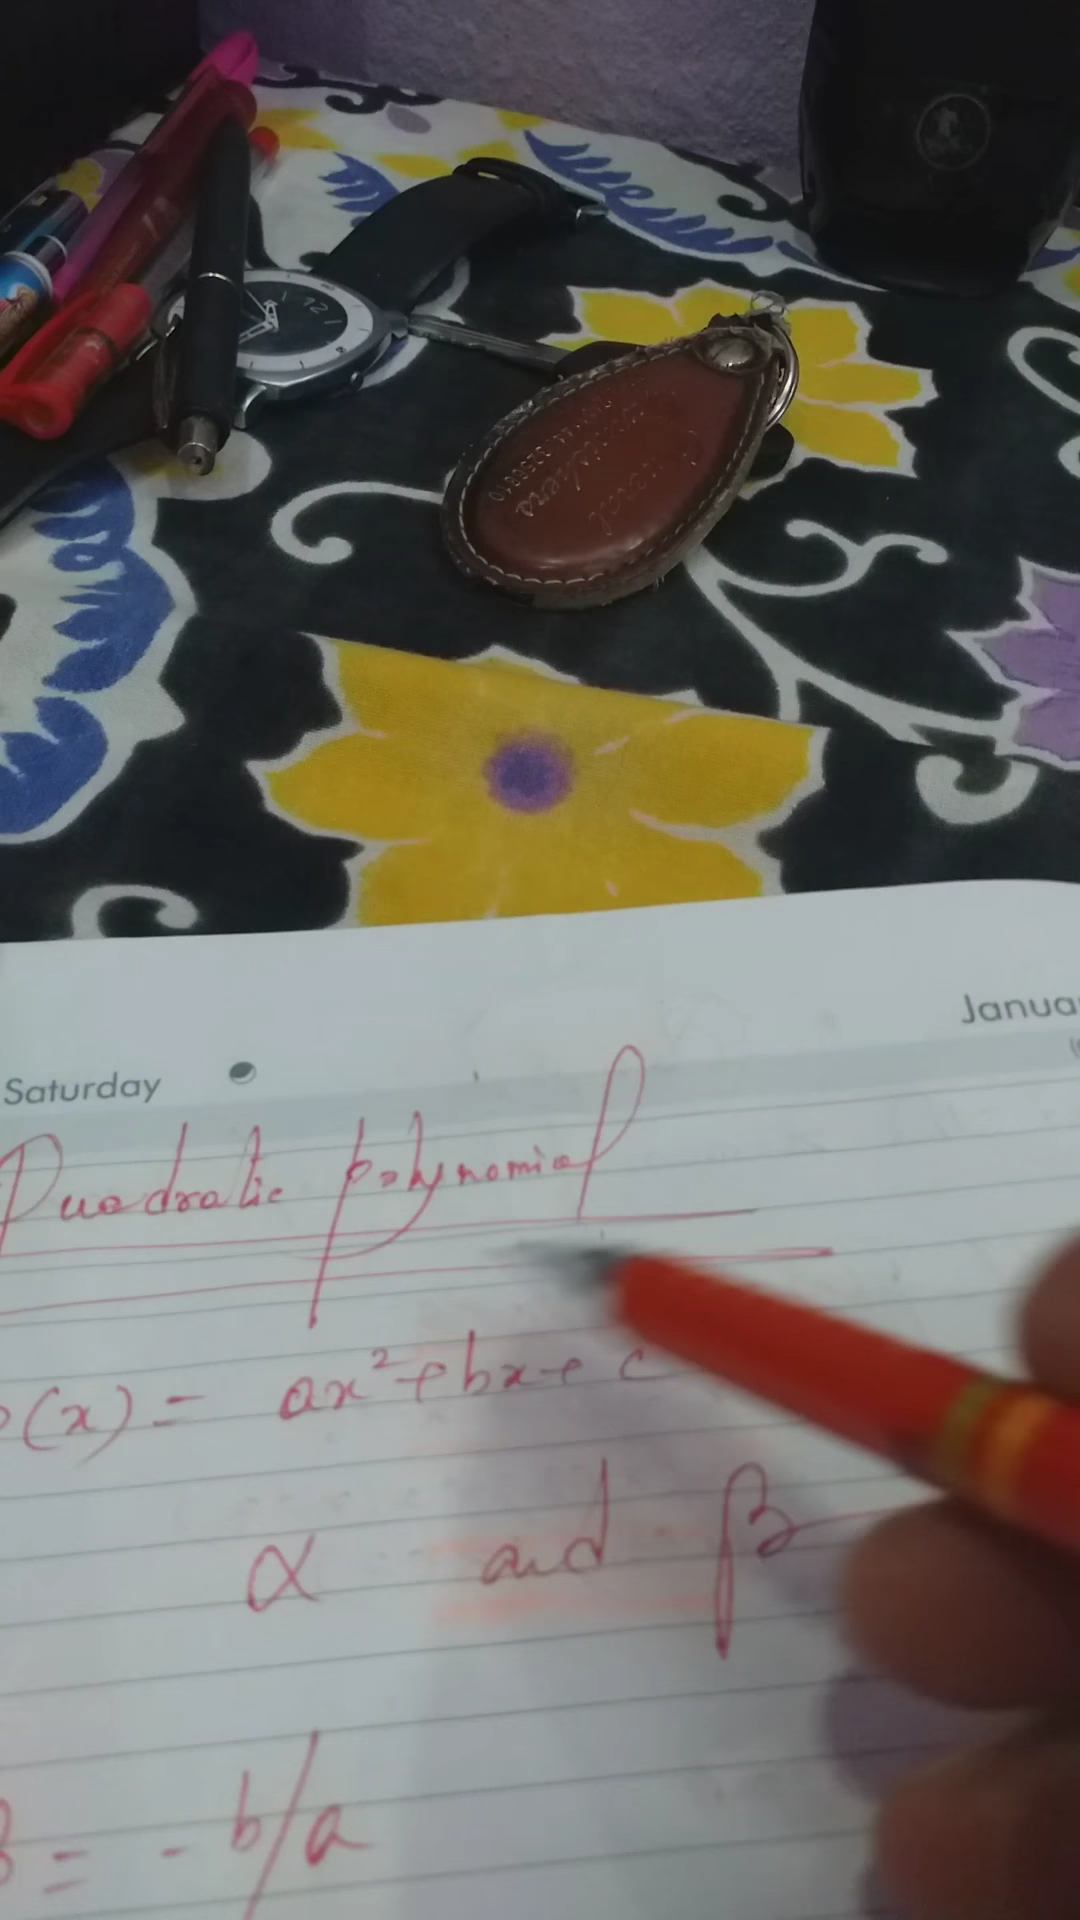 Janua
Saturday
Quadratic polynomial
p(x) = ax²+bx+c
α and β
β = - b/a